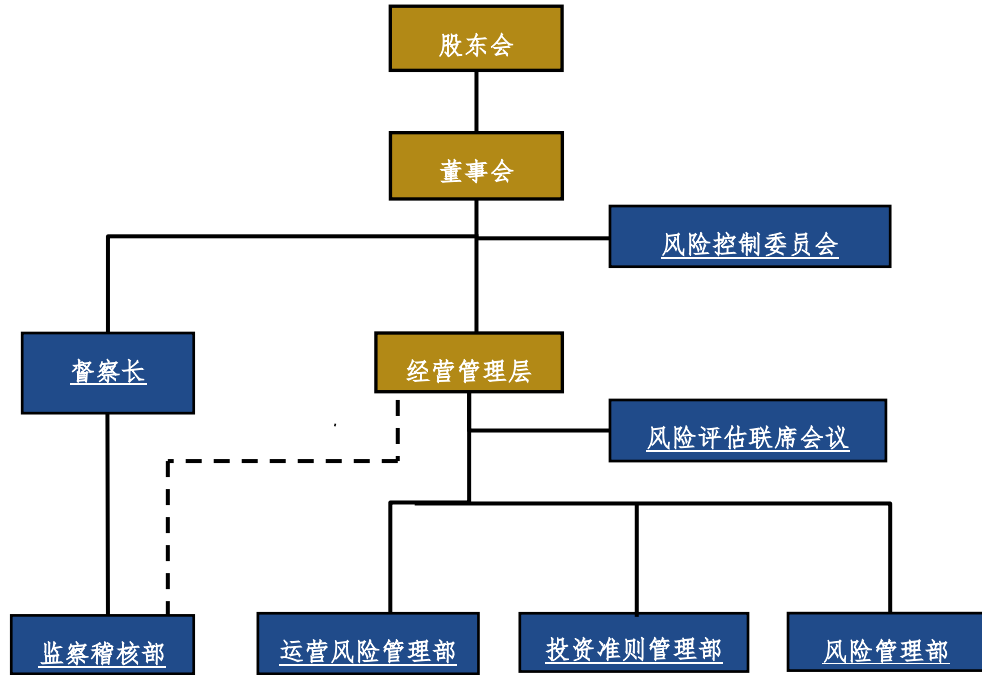 股东会
董事会
风险控制委员会
督察长
经营管理层
风险评估联席会议
监察稽核部
运营风险管理部
投资准则管理部
风险管理部